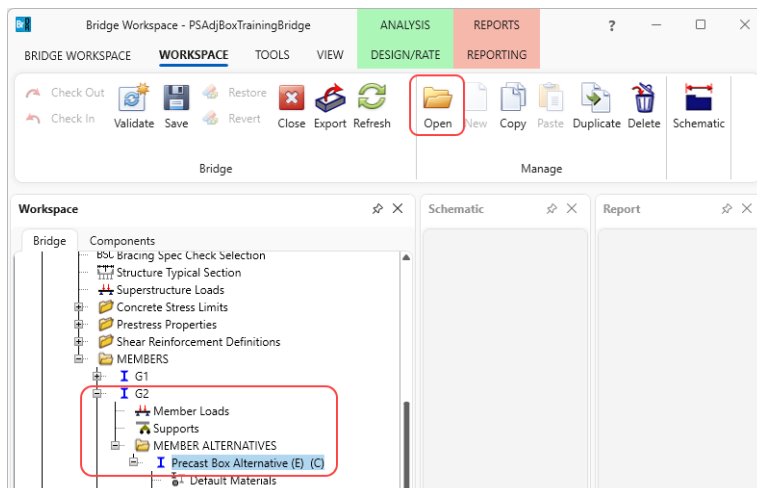 Br Bridge Workspace - PSAdjBoxTrainingBridge ANALYSIS REPORTS ?
BRIDGE WORKSPACE WORKSPACE TOOLS VIEW DESIGN/RATE REPORTING
Check Out Restore
Check In Revert
Validate Save Close Export Refresh Open New Copy Paste Duplicate Delete Schematic
Bridge Manage
Workspace Schematic Report
Bridge Components
BSC Bracing Spec Check Selection
Structure Typical Section
Superstructure Loads
Concrete Stress Limits
Prestress Properties
Shear Reinforcement Definitions
MEMBERS
G1
G2
Member Loads
Supports
MEMBER ALTERNATIVES
Precast Box Alternative (E) (C)
Default Materials